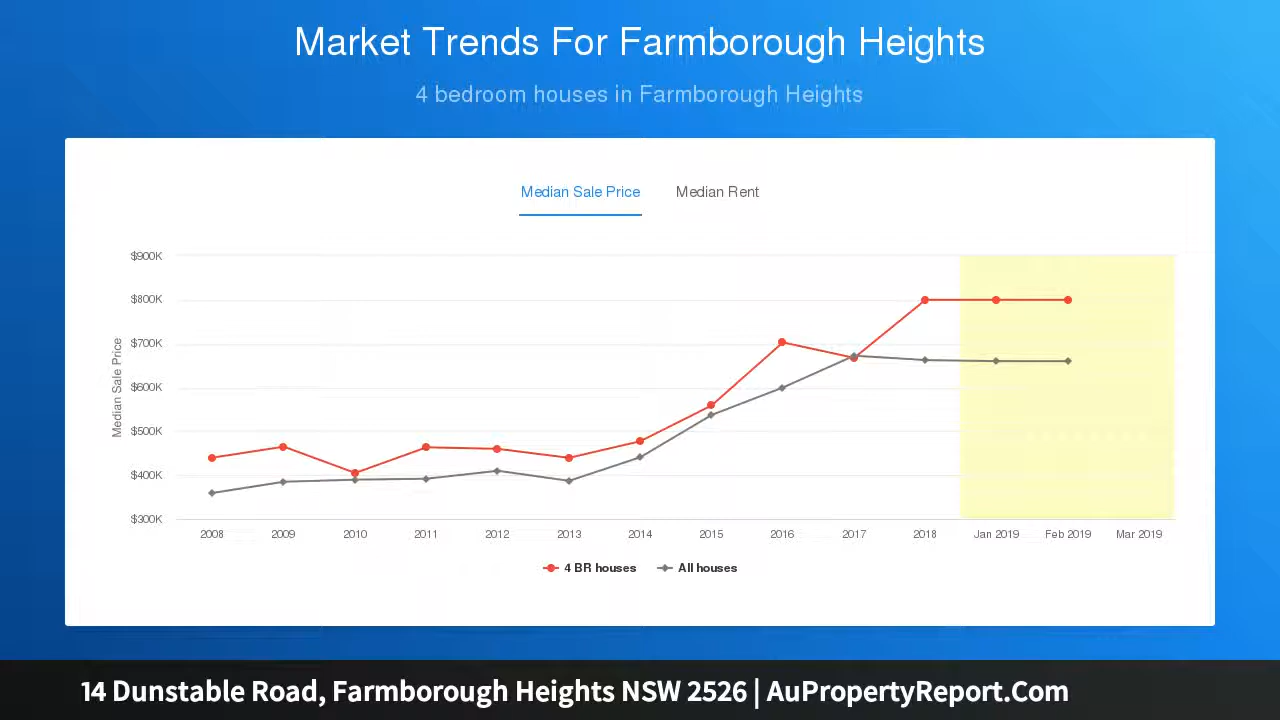 Market Trends For Farmborough Heights
4 bedroom houses in Farmborough Heights
Median Sale Price Median Rent
Median Sale Price
$900K
$800K
$700K
$600K
$500K
$400K
$300K
2008 2009 2010 2011 2012 2013 2014 2015 2016 2017 2018 Jan 2019 Feb 2019 Mar 2019
4 BR houses All houses
14 Dunstable Road, Farmborough Heights NSW 2526 | AuPropertyReport.Com